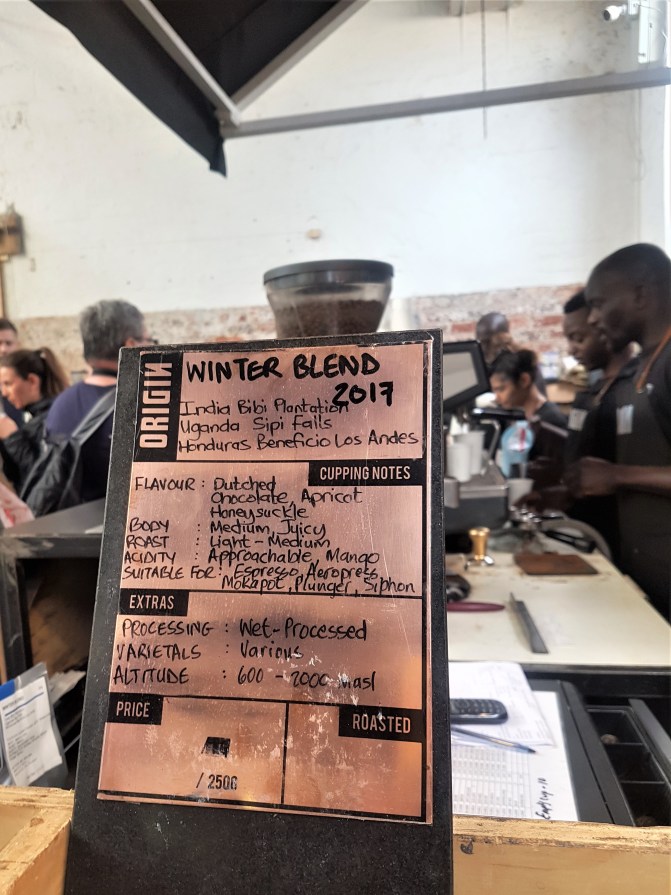 ORIGIN
WINTER BLEND
2017
India Bibi Plantation
Uganda Sipi Falls
Honduras Beneficio Los Andes
CUPPING NOTES
FLAVOUR : Dutched
Chocolate, Apricot
Honeysuckle
BODY : Medium, Juicy
ROAST : Light - Medium
ACIDITY : Approachable, Mango
SUITABLE FOR: Espresso, Aeropress
Mokapot, Plunger, Siphon
EXTRAS
PROCESSING : Wet-Processed
VARIETALS : Various
ALTITUDE : 600 - 2000 masl
PRICE
ROASTED
/ 250G